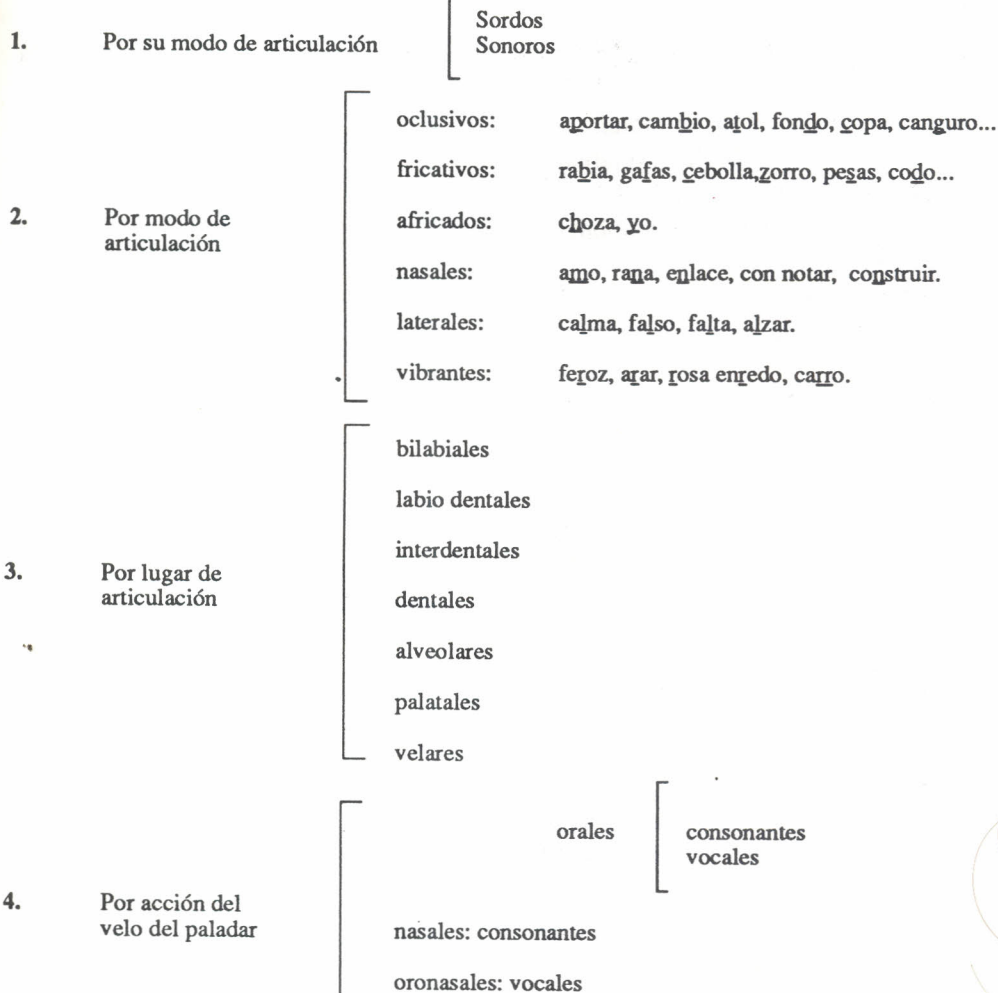 Sordos
1. Por su modo de articulación Sonoros
oclusivos: aportar, cambio, atol, fondo, copa, canguro...
fricativos: rabia, gafas, cebolla,zorro, pesas, codo...
2. Por modo de africados: choza, yo.
articulación
nasales: amo, rana, enlace, con notar, construir.
laterales: calma, falso, falta, alzar.
vibrantes: feroz, arar, rosa enredo, carro.
bilabiales
labio dentales
interdentales
3. Por lugar de
articulación dentales
alveolares
palatales
velares
orales consonantes
vocales
4. Por acción del
velo del paladar nasales: consonantes
oronasales: vocales